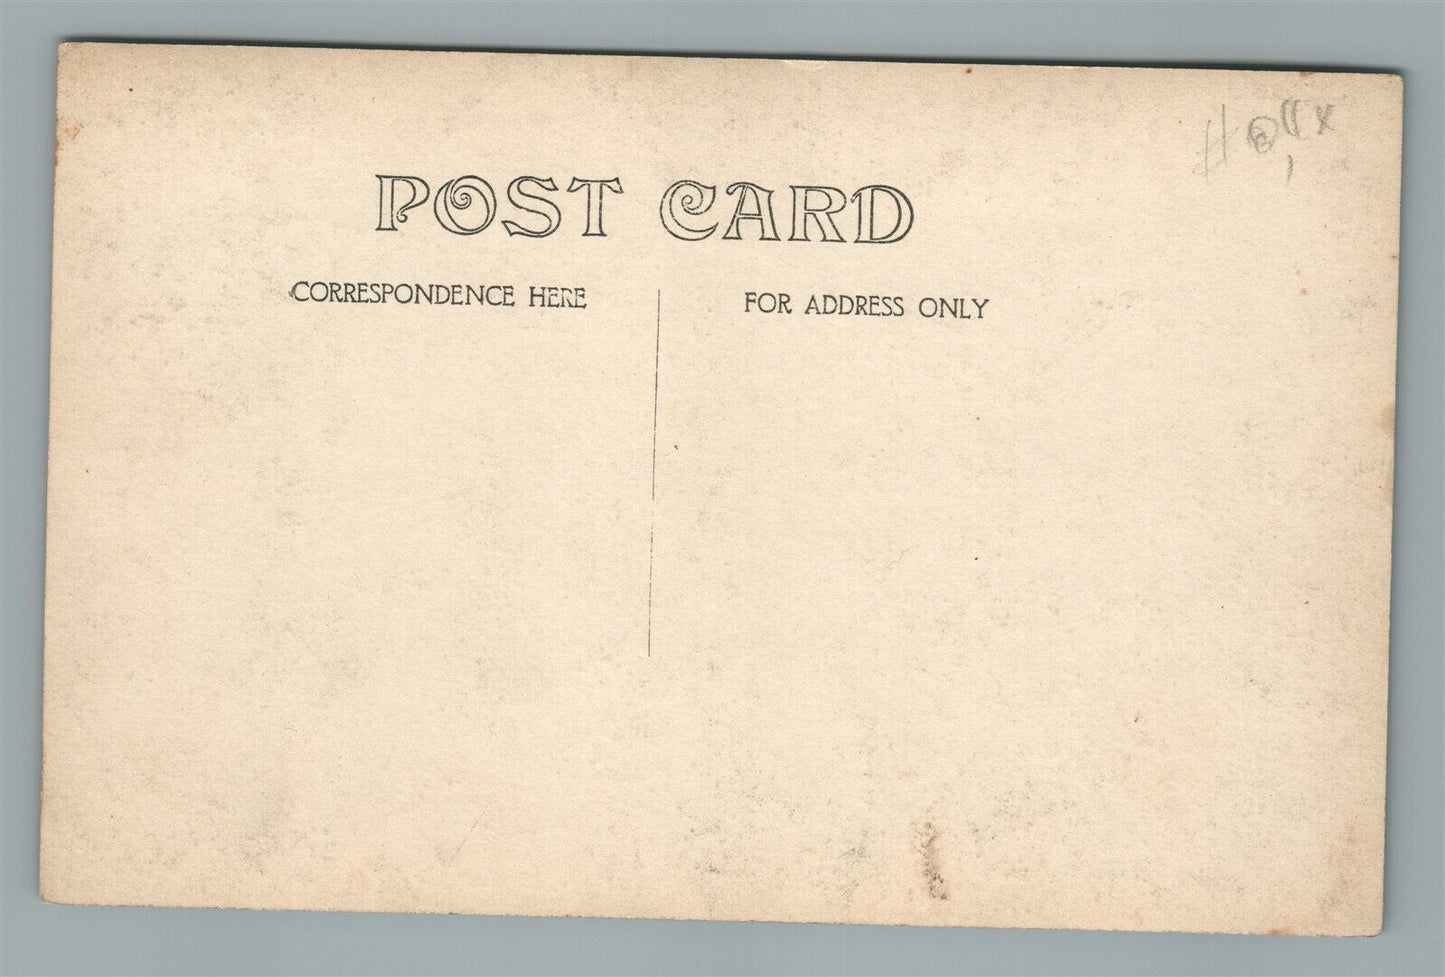 POST CARD
CORRESPONDENCE HERE
FOR ADDRESS ONLY